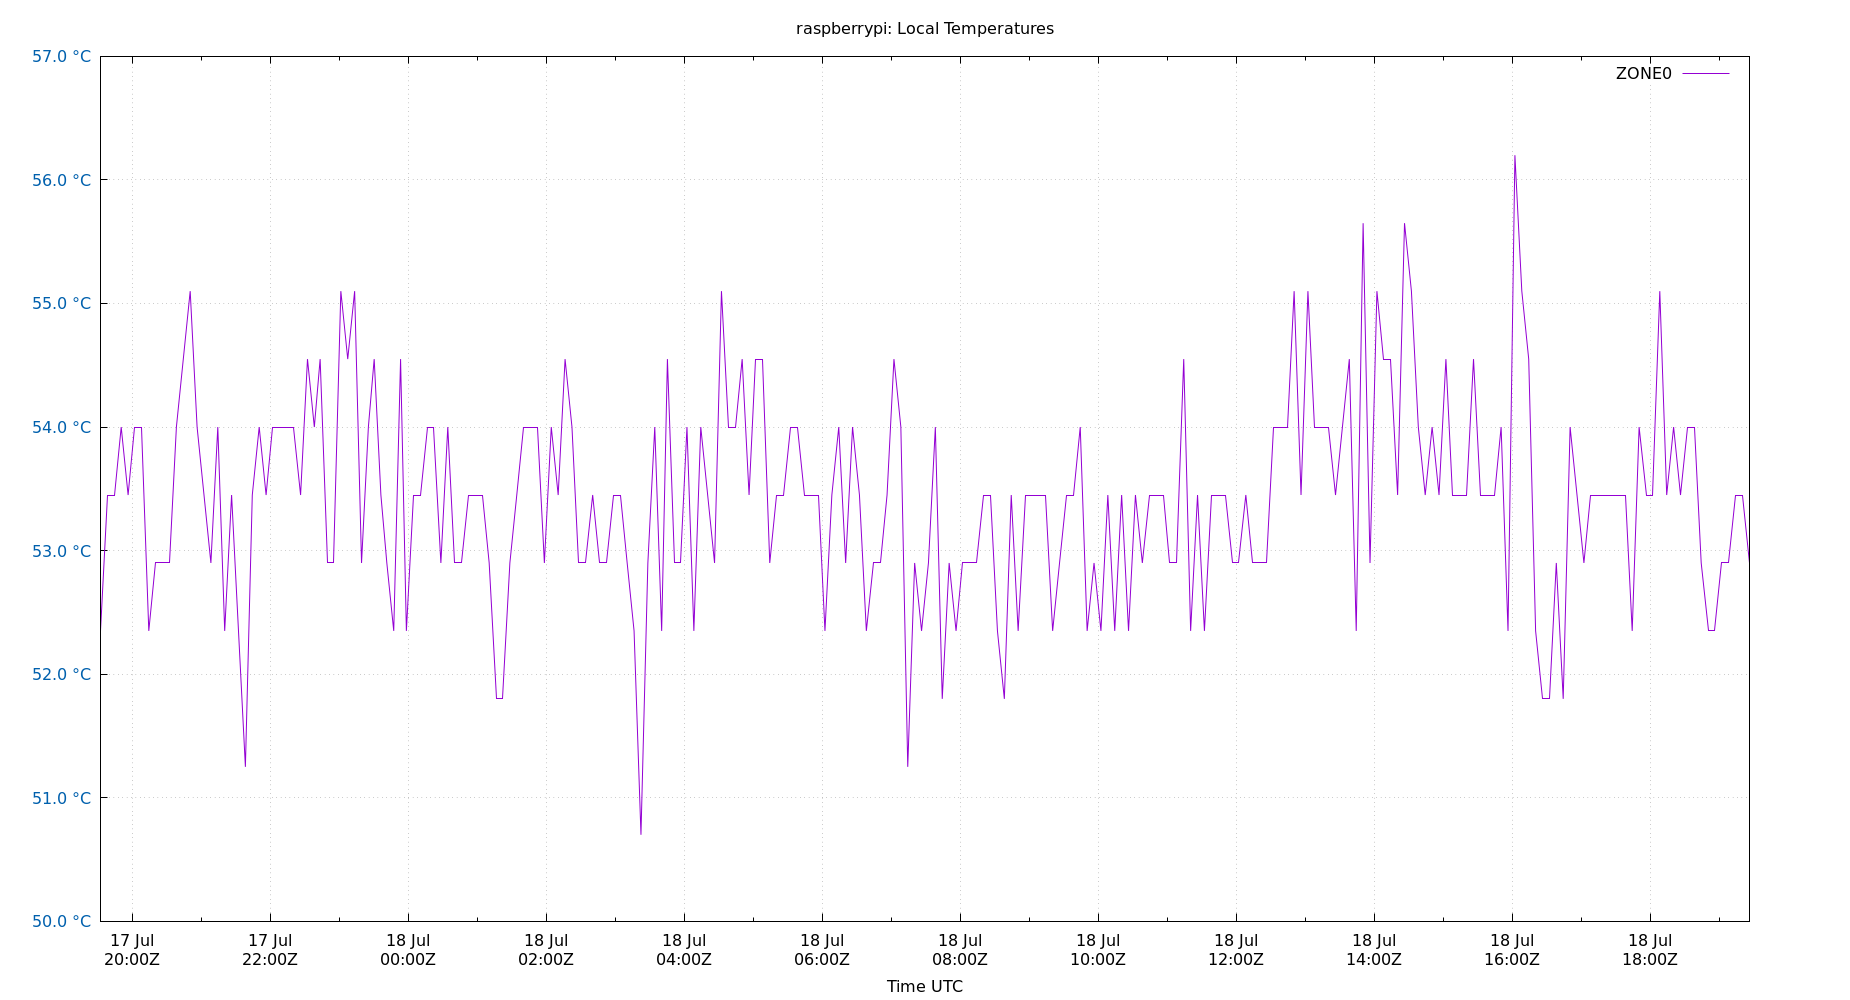 raspberrypi: Local Temperatures
57.0 °C
ZONE0
56.0 °C
55.0 °C
54.0 °C
53.0 °C
52.0 °C
51.0 °C
50.0 °C
17 Jul 17 Jul 18 Jul 18 Jul 18 Jul 18 Jul 18 Jul 18 Jul 18 Jul 18 Jul 18 Jul 18 Jul
20:00Z 22:00Z 00:00Z 02:00Z 04:00Z 06:00Z 08:00Z 10:00Z 12:00Z 14:00Z 16:00Z 18:00Z
Time UTC